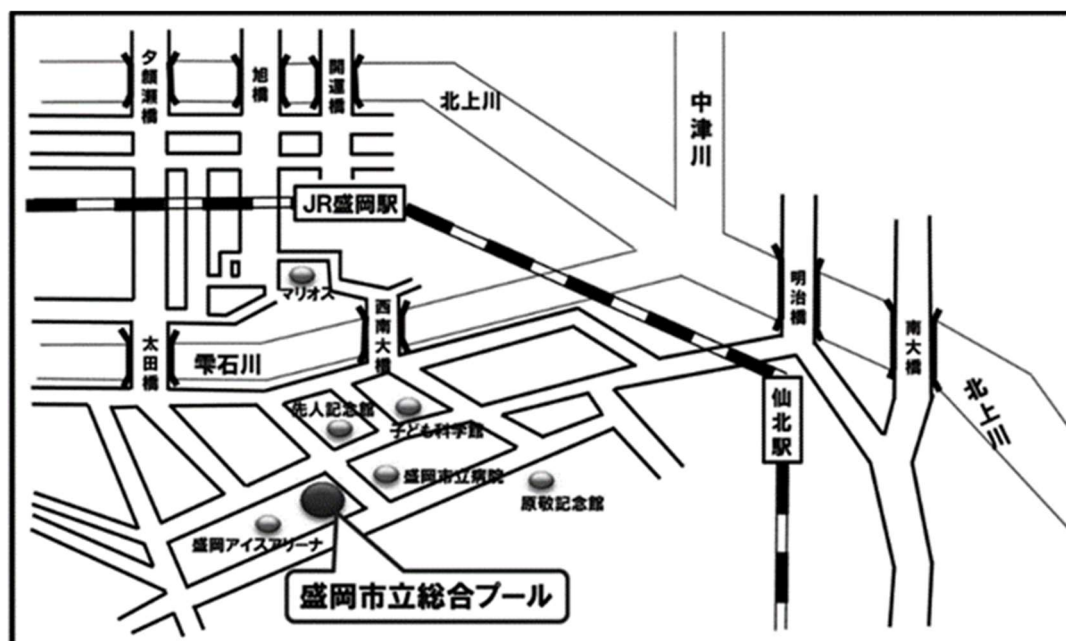 夕顔瀬橋
旭橋
開運橋
北上川
中津川
JR盛岡駅
マリオス
西南大橋
明治橋
南大橋
太田橋
雫石川
北上川
仙北駅
先人記念館
子ども科学館
盛岡市立病院
原敬記念館
盛岡アイスアリーナ
盛岡市立総合プール